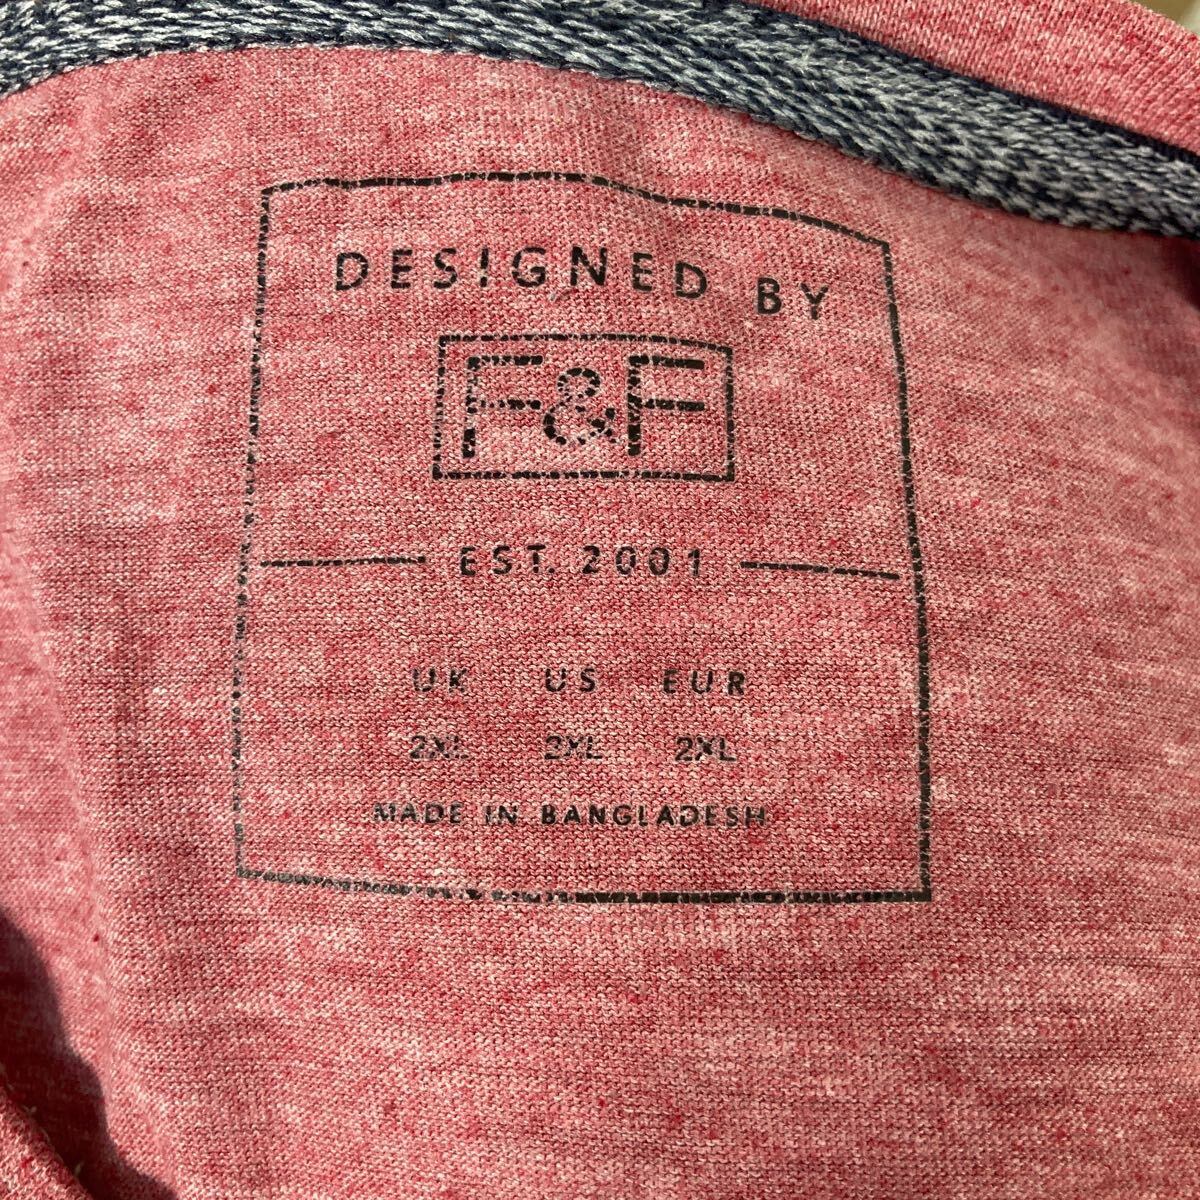 DESIGNED BY
F&F
EST. 2001
UK US EUR
2XL 2XL 2XL
MADE IN BANGLADESH